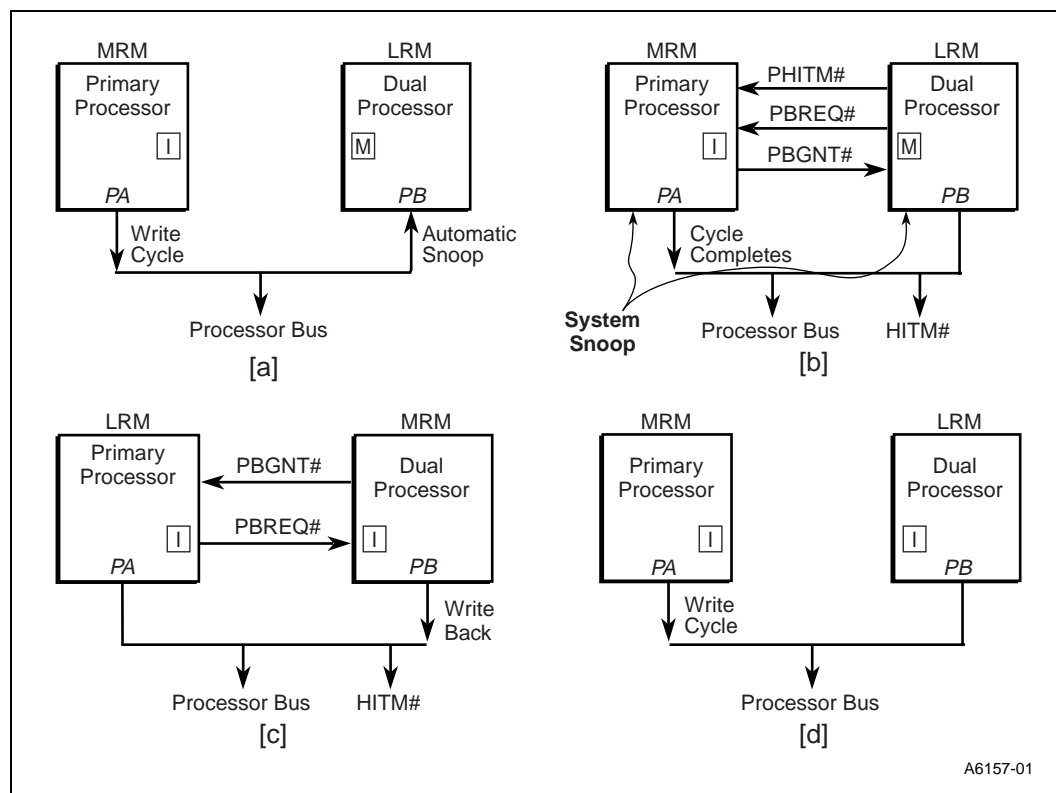 MRM
Primary
Processor
I
PA
Write
Cycle
LRM
Dual
Processor
M
PB
Automatic
Snoop
Processor Bus
[a]
MRM
Primary
Processor
I
PA
PHITM#
PBREQ#
PBGNT#
LRM
Dual
Processor
M
PB
Cycle
Completes
System
Snoop
Processor Bus
HITM#
[b]
LRM
Primary
Processor
I
PA
PBGNT#
PBREQ#
MRM
Dual
Processor
I
PB
Write
Back
Processor Bus
HITM#
[c]
MRM
Primary
Processor
I
PA
Write
Cycle
LRM
Dual
Processor
I
PB
Processor Bus
[d]
A6157-01